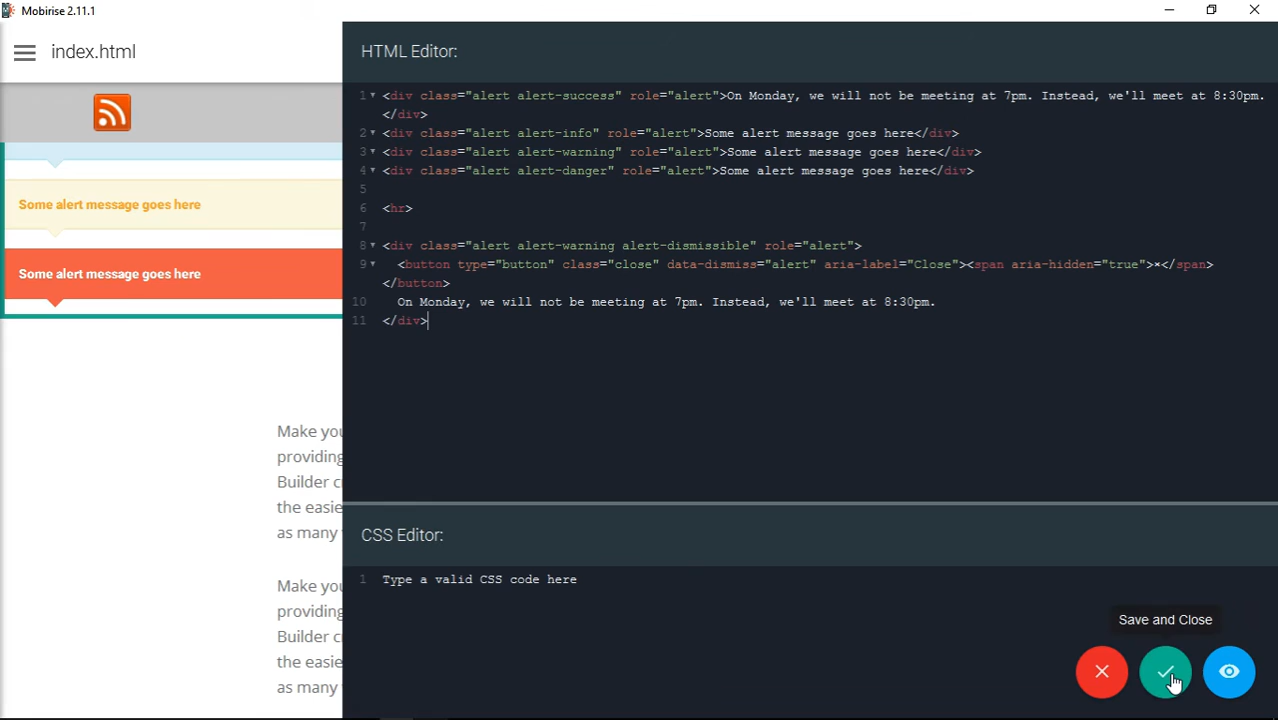 Mobirise 2.11.1
index.html
HTML Editor:
Some alert message goes here
Some alert message goes here
Make you
providing
Builder c
the easie
as many
Make you
providing
Builder c
the easie
as many
1 <div class="alert alert-success" role="alert">On Monday, we will not be meeting at 7pm. Instead, we'll meet at 8:30pm.
</div>
2 <div class="alert alert-info" role="alert">Some alert message goes here</div>
3 <div class="alert alert-warning" role="alert">Some alert message goes here</div>
4 <div class="alert alert-danger" role="alert">Some alert message goes here</div>
5
6 <hr>
7
8 <div class="alert alert-warning alert-dismissible" role="alert">
9 <button type="button" class="close" data-dismiss="alert" aria-label="Close"><span aria-hidden="true">×</span>
</button>
10 On Monday, we will not be meeting at 7pm. Instead, we'll meet at 8:30pm.
11 </div>
CSS Editor:
1 Type a valid CSS code here
Save and Close